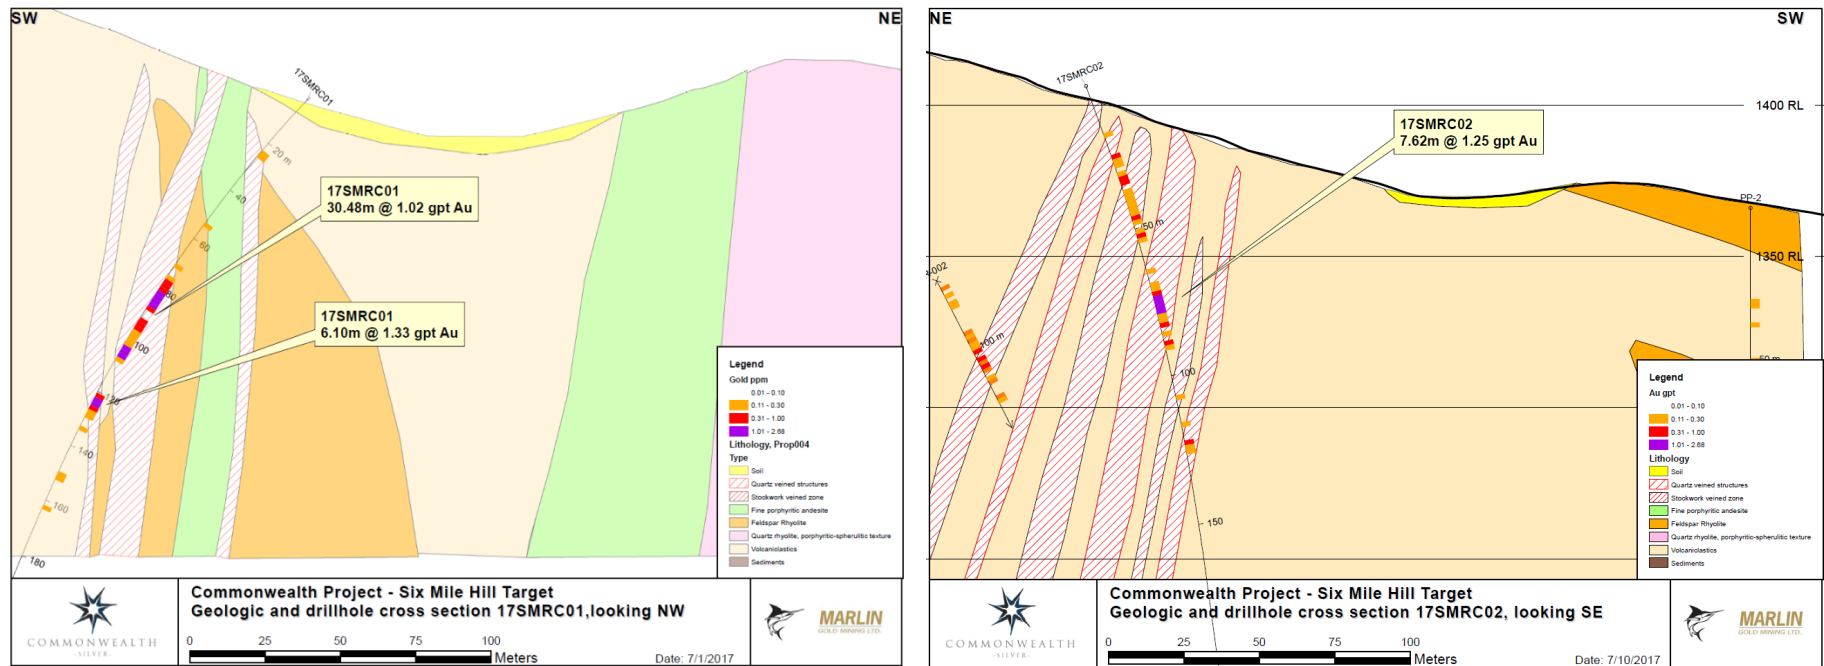 SW
NE
17SMRC01
20 m
40
60
80
100
120
140
160
180
17SMRC01
30.48m @ 1.02 gpt Au
17SMRC01
6.10m @ 1.33 gpt Au
Legend
Gold ppm
0.01 - 0.10
0.11 - 0.30
0.31 - 1.00
1.01 - 2.68
Lithology, Prop004
Type
Soil
Quartz veined structures
Stockwork veined zone
Fine porphyritic andesite
Feldspar Rhyolite
Quartz rhyolite, porphyritic-spherulitic texture
Volcaniclastics
Sediments
COMMONWEALTH
-SILVER-
Commonwealth Project - Six Mile Hill Target
Geologic and drillhole cross section 17SMRC01,looking NW
0 25 50 75 100
Meters
Date: 7/1/2017
MARLIN
GOLD MINING LTD.
NE
SW
17SMRC02
1400 RL
17SMRC02
7.62m @ 1.25 gpt Au
PP-2
50 m
1350 RL
-002
100 m
50 m
100
150
Legend
Au gpt
0.01 - 0.10
0.11 - 0.30
0.31 - 1.00
1.01 - 2.68
Lithology
Soil
Quartz veined structures
Stockwork veined zone
Fine porphyritic andesite
Feldspar Rhyolite
Quartz rhyolite, porphyritic-spherulitic texture
Volcaniclastics
Sediments
COMMONWEALTH
-SILVER-
Commonwealth Project - Six Mile Hill Target
Geologic and drillhole cross section 17SMRC02, looking SE
0 25 50 75 100
Meters
Date: 7/10/2017
MARLIN
GOLD MINING LTD.